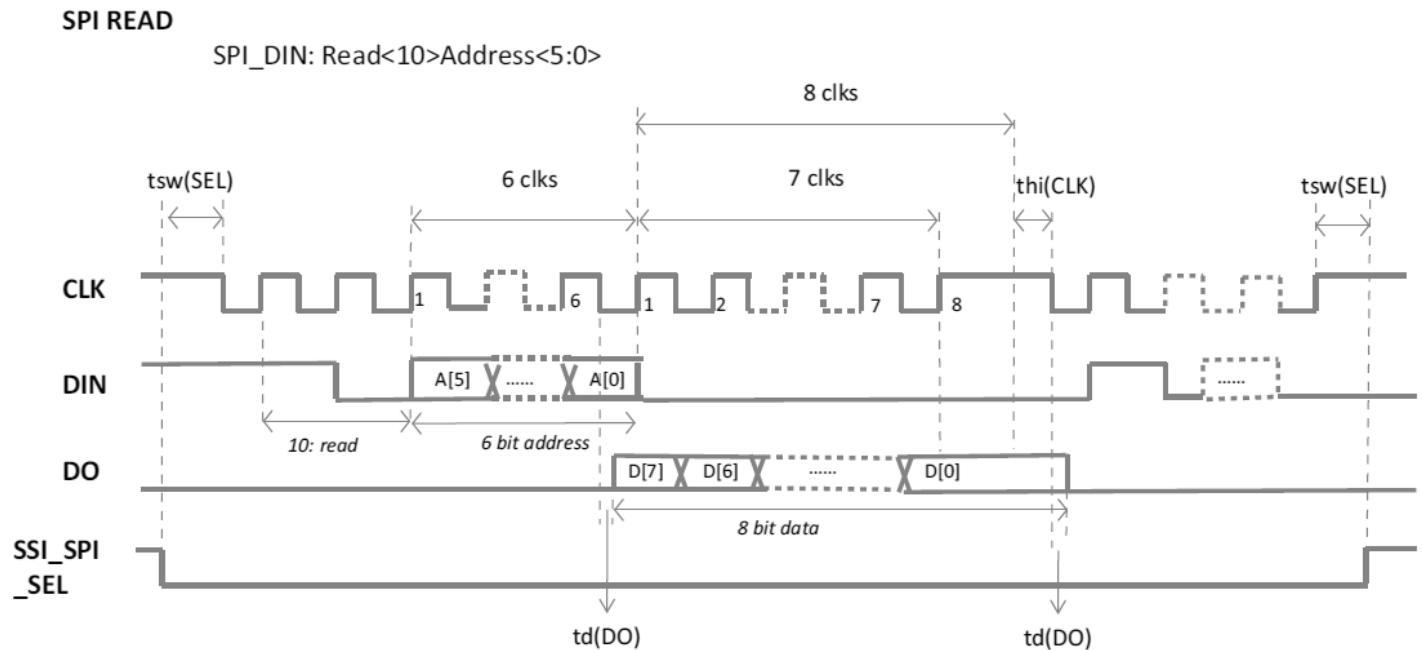 SPI READ
SPI_DIN: Read<10>Address<5:0>
8 clks
tsw(SEL)
6 clks
7 clks
thi(CLK)
tsw(SEL)
CLK
1
6
1
2
7
8
DIN
A[5]
......
A[0]
......
10: read
6 bit address
DO
D[7]
D[6]
......
D[0]
8 bit data
SSI_SPI
_SEL
td(DO)
td(DO)